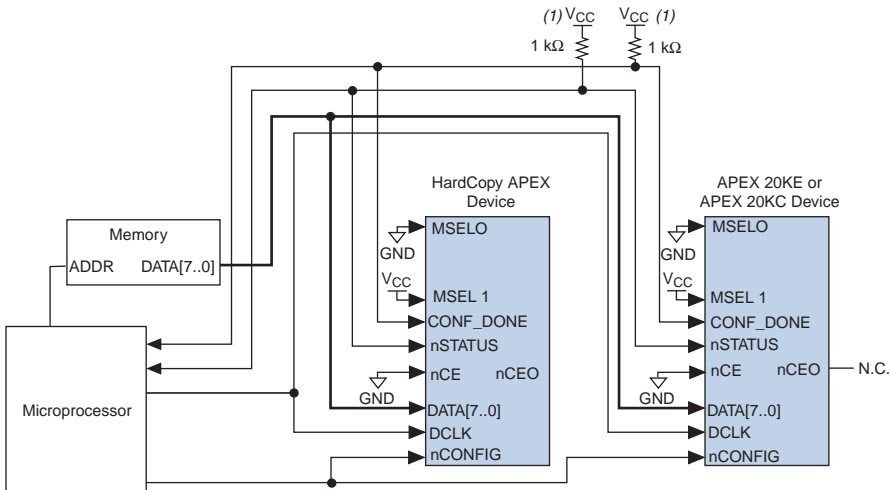 (1) VCC VCC (1)
1 kΩ 1 kΩ
HardCopy APEX
Device
APEX 20KE or
APEX 20KC Device
Memory
ADDR DATA[7..0]
Microprocessor
MSELO
GND
VCC
MSEL 1
CONF_DONE
nSTATUS
nCE nCEO
GND
DATA[7..0]
DCLK
nCONFIG
MSELO
GND
VCC
MSEL 1
CONF_DONE
nSTATUS
nCE nCEO N.C.
GND
DATA[7..0]
DCLK
nCONFIG